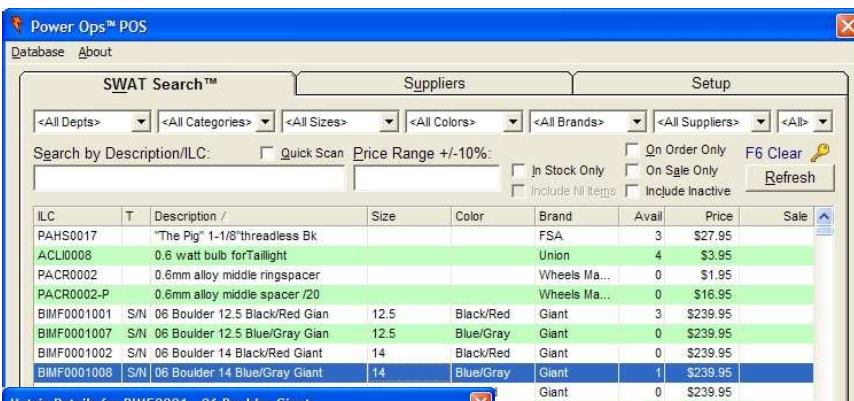 Power Ops™ POS
Database About
SWAT Search™ Suppliers Setup
<All Depts> <All Categories> <All Sizes> <All Colors> <All Brands> <All Suppliers> <All>
Search by Description/ILC: Quick Scan Price Range +/-10%: In Stock Only Include NI Items On Order Only On Sale Only Include Inactive F6 Clear Refresh
ILC T Description / Size Color Brand Avail Price Sale
PAHS0017 "The Pig" 1-1/8"threadless Bk FSA 3 $27.95
ACLI0008 0.6 watt bulb forTaillight Union 4 $3.95
PACR0002 0.6mm alloy middle ringspacer Wheels Ma... 0 $1.95
PACR0002-P 0.6mm alloy middle spacer /20 Wheels Ma... 0 $16.95
BIMF0001001 S/N 06 Boulder 12.5 Black/Red Gian 12.5 Black/Red Giant 3 $239.95
BIMF0001007 S/N 06 Boulder 12.5 Blue/Gray Gian 12.5 Blue/Gray Giant 0 $239.95
BIMF0001002 S/N 06 Boulder 14 Black/Red Giant 14 Black/Red Giant 0 $239.95
BIMF0001008 S/N 06 Boulder 14 Blue/Gray Giant 14 Blue/Gray Giant 1 $239.95
Giant 0 $239.95